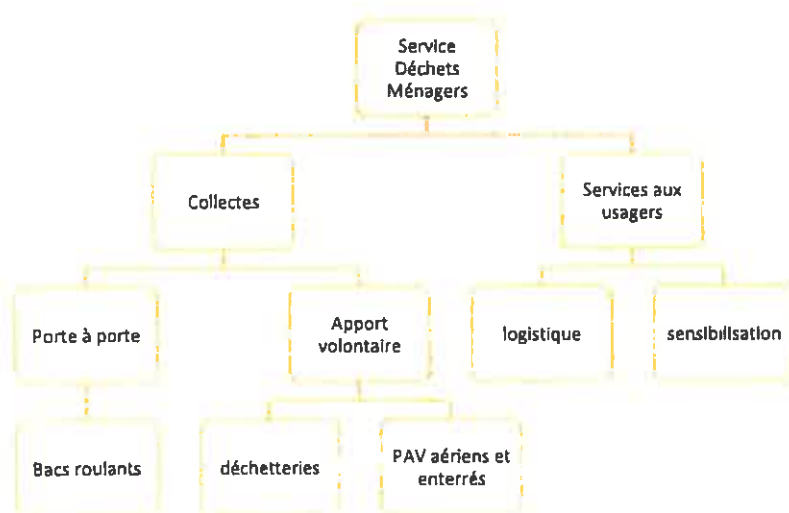 Service
Déchets
Ménagers
Collectes
Services aux
usagers
Porte à porte
Apport
volontaire
logistique
sensibilisation
Bacs roulants
déchetteries
PAV aériens et
enterrés